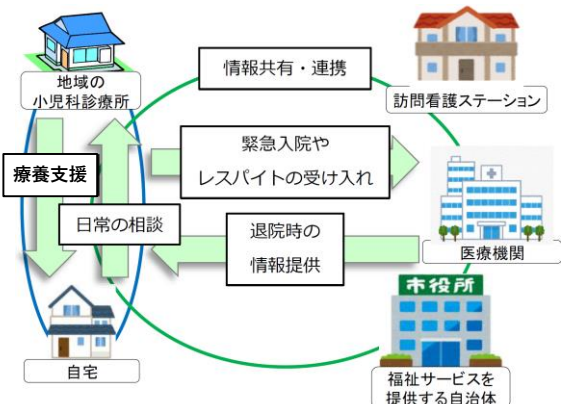 地域の
小児科診療所
情報共有・連携
訪問看護ステーション
療養支援
緊急入院や
レスパイトの受け入れ
日常の相談
退院時の
情報提供
医療機関
市役所
自宅
福祉サービスを
提供する自治体